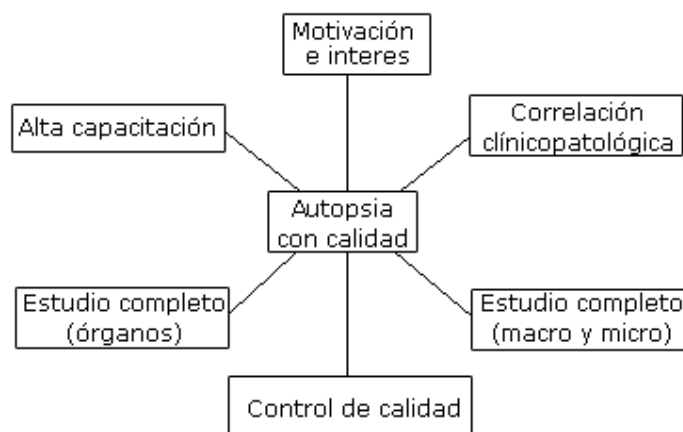 Motivación
e interes
Alta capacitación
Correlación
clínicopatológica
Autopsia
con calidad
Estudio completo
(órganos)
Estudio completo
(macro y micro)
Control de calidad